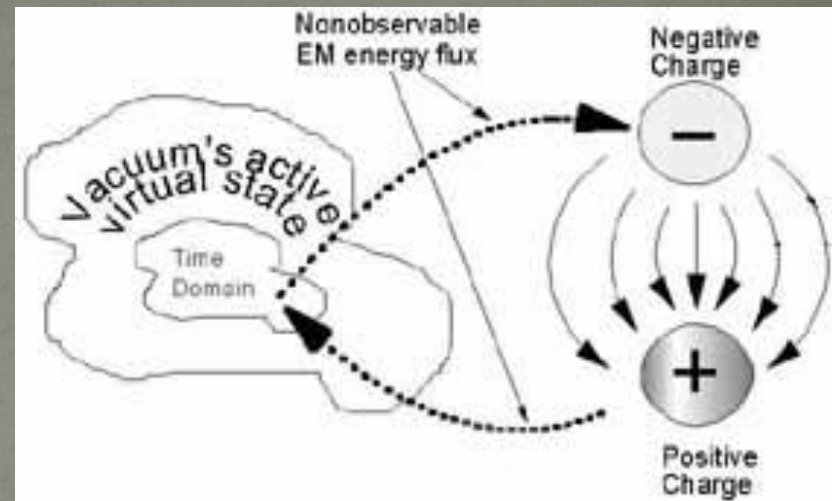 Nonobservable
EM energy flux
Negative
Charge
Vacuum's active
virtual state
Time
Domain
−
+
Positive
Charge